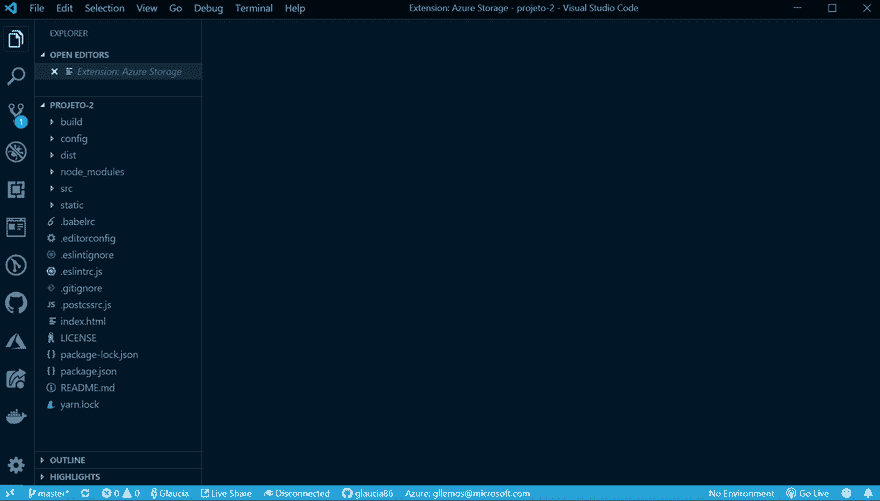 File Edit Selection View Go Debug Terminal Help Extension: Azure Storage - projeto-2 - Visual Studio Code
EXPLORER
OPEN EDITORS
Extension: Azure Storage
PROJETO-2
build
config
dist
node_modules
src
static
.babelrc
.editorconfig
.eslintignore
.eslintrc.js
.gitignore
JS .postcssrc.js
index.html
LICENSE
{} package-lock.json
{} package.json
README.md
yarn.lock
OUTLINE
HIGHLIGHTS
1
master* 0 0 Glaucia Live Share Disconnected glaucia86 Azure: gllemos@microsoft.com No Environment Go Live